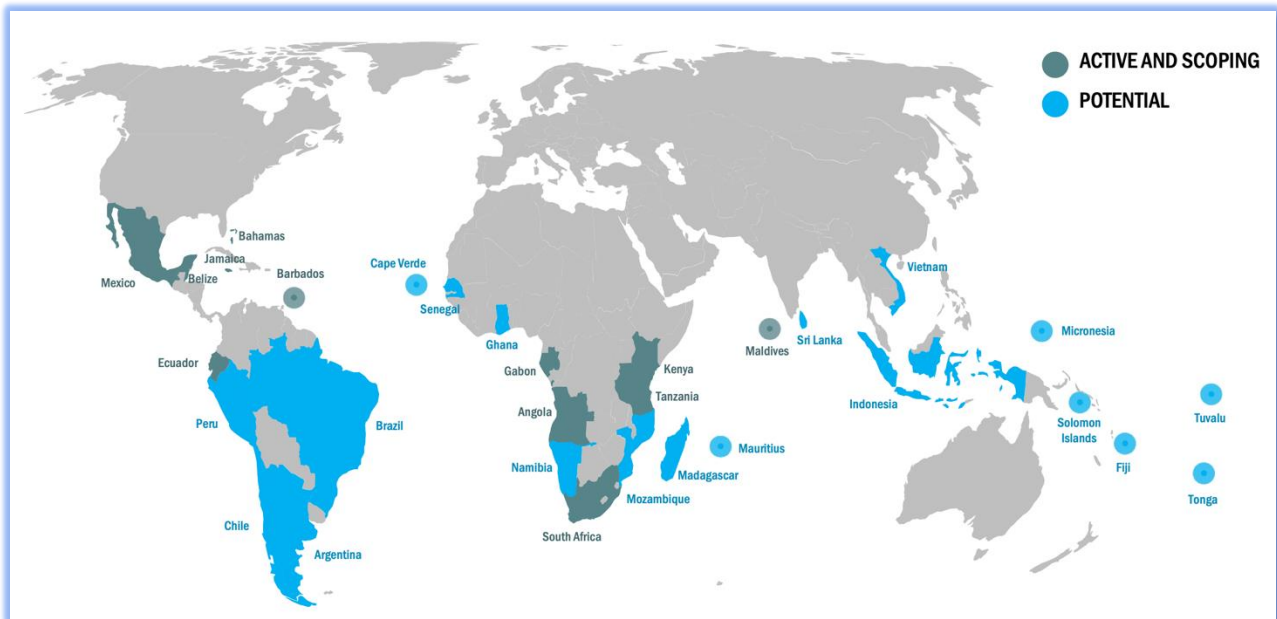 ACTIVE AND SCOPING
POTENTIAL
Bahamas
Jamaica
Mexico
Belize
Barbados
Cape Verde
Senegal
Ghana
Vietnam
Micronesia
Maldives
Sri Lanka
Ecuador
Gabon
Kenya
Tanzania
Angola
Indonesia
Solomon
Islands
Tuvalu
Peru
Brazil
Mauritius
Namibia
Madagascar
Fiji
Mozambique
Tonga
Chile
South Africa
Argentina